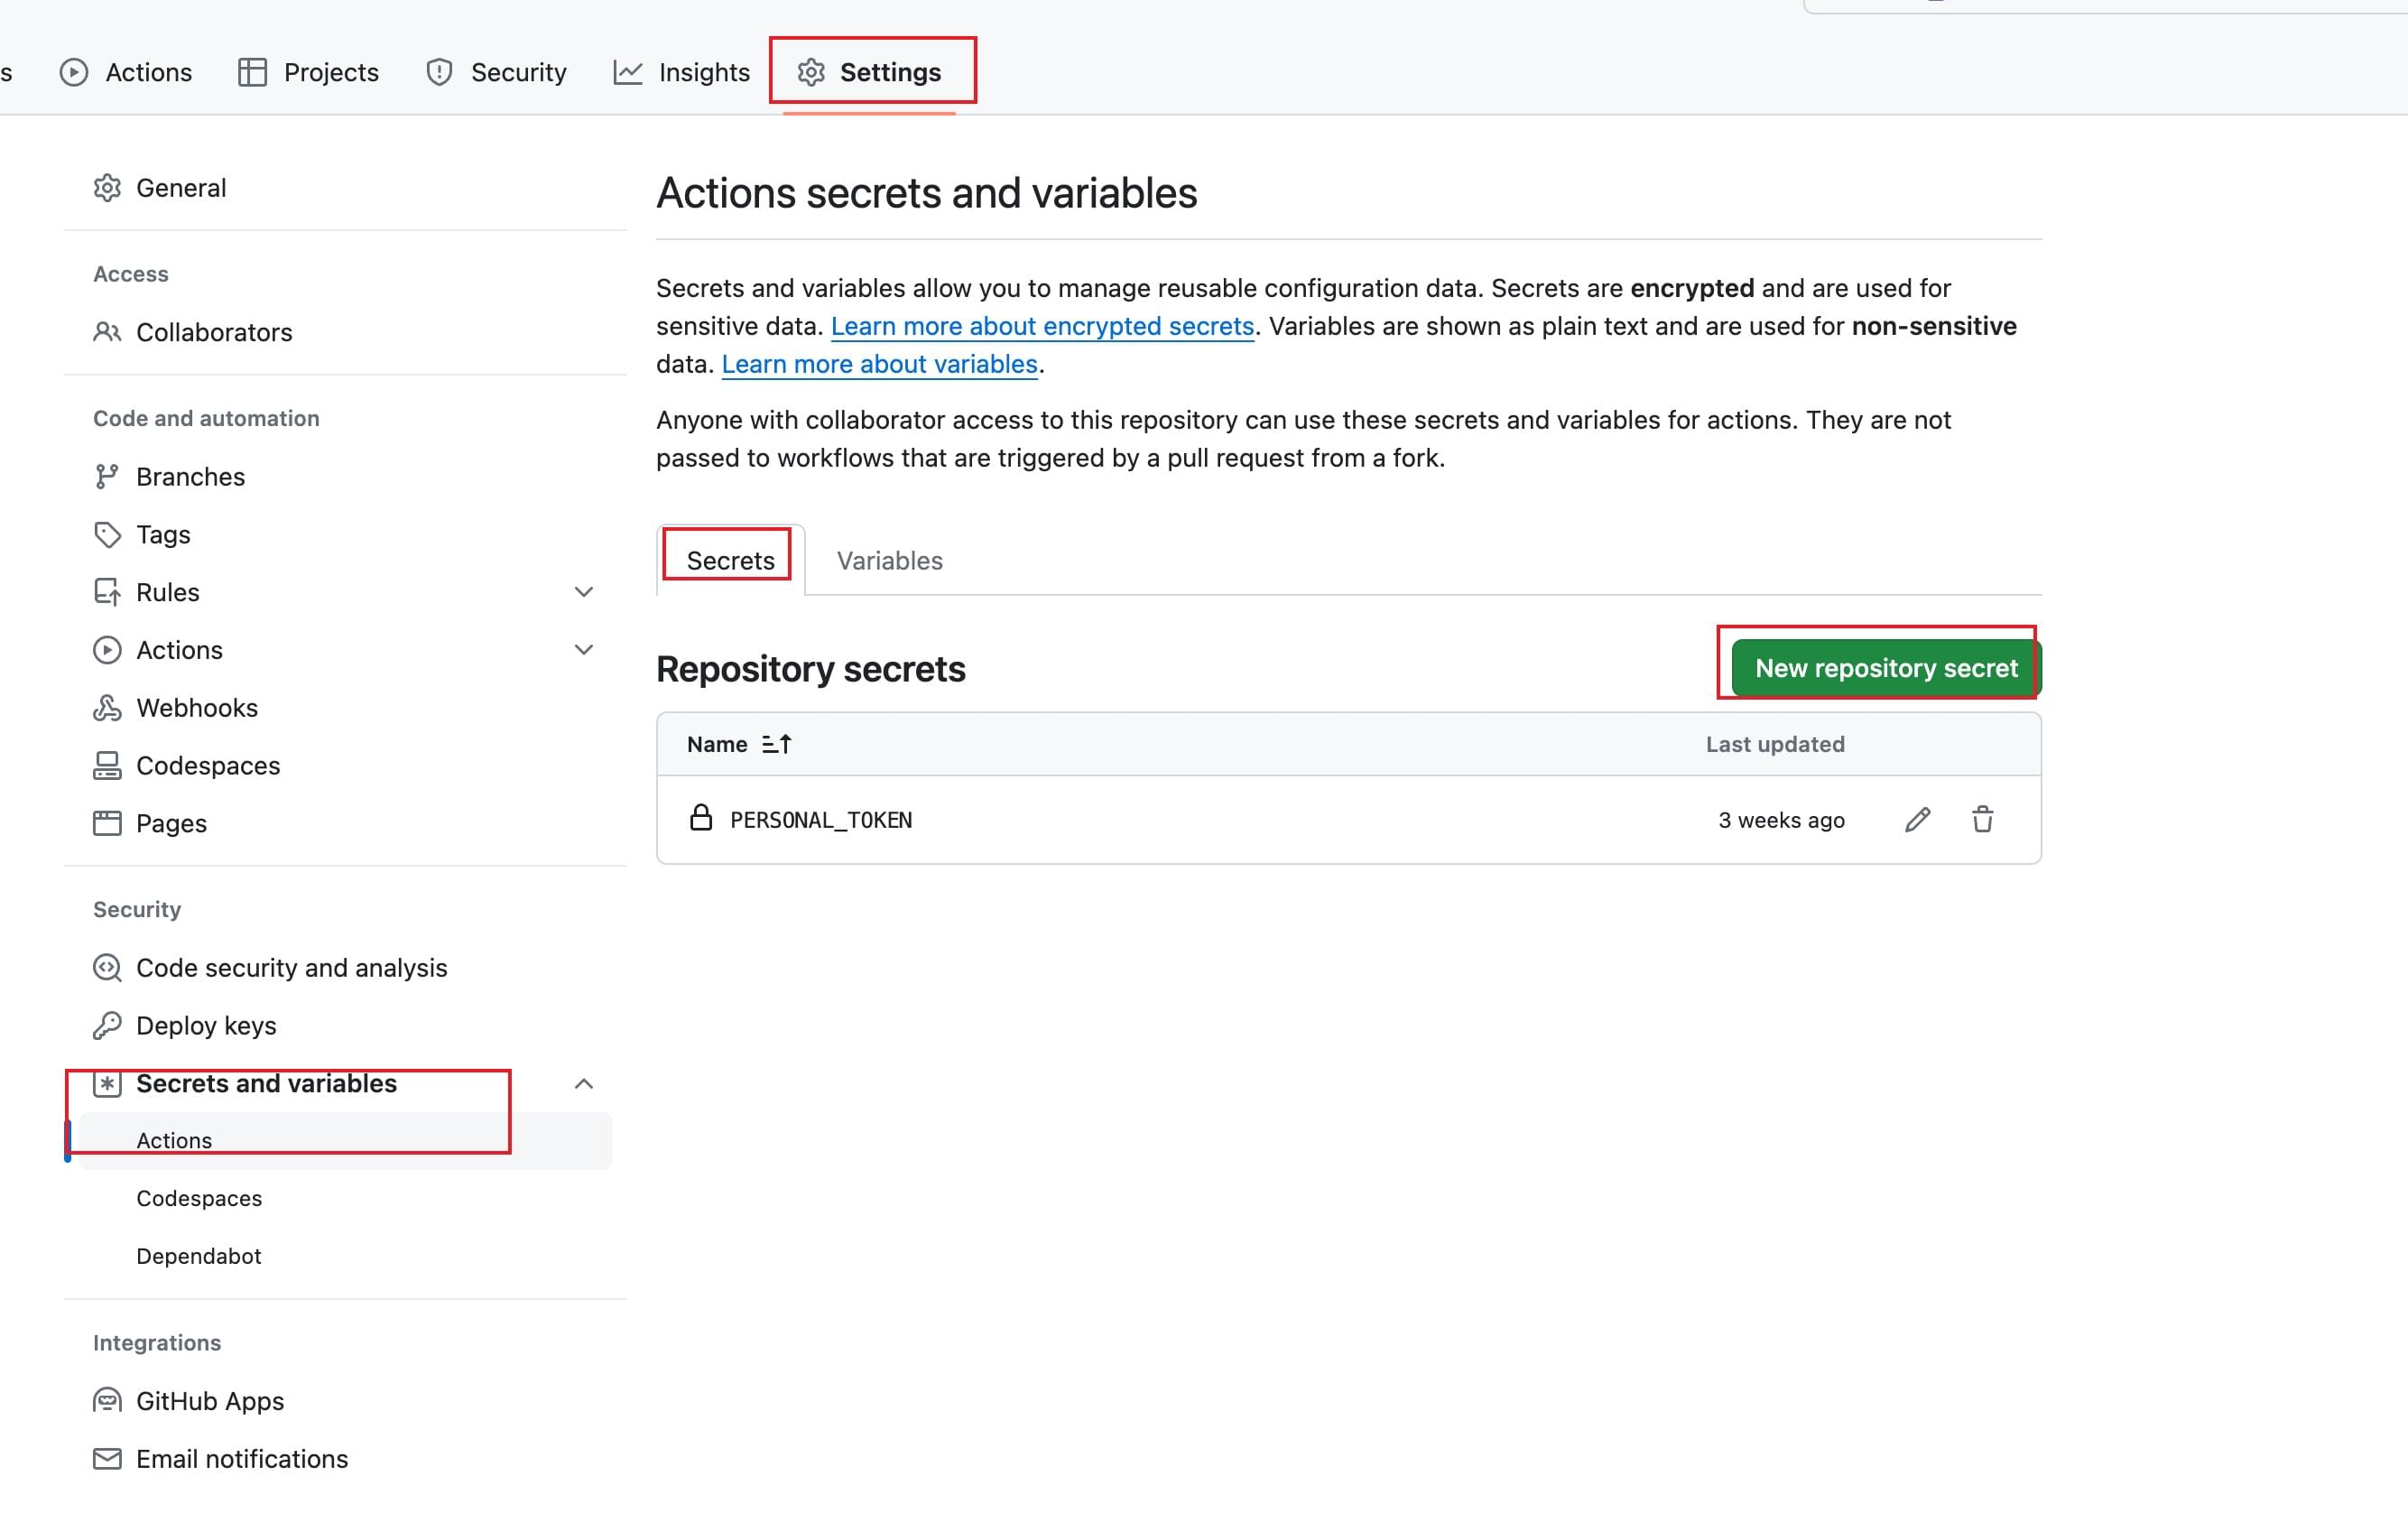 s Actions Projects Security Insights Settings
General
Access
Collaborators
Code and automation
Branches
Tags
Rules
Actions
Webhooks
Codespaces
Pages
Security
Code security and analysis
Deploy keys
Secrets and variables
Actions
Codespaces
Dependabot
Integrations
GitHub Apps
Email notifications
Actions secrets and variables
Secrets and variables allow you to manage reusable configuration data. Secrets are encrypted and are used for
sensitive data. Learn more about encrypted secrets. Variables are shown as plain text and are used for non-sensitive
data. Learn more about variables.
Anyone with collaborator access to this repository can use these secrets and variables for actions. They are not
passed to workflows that are triggered by a pull request from a fork.
Secrets Variables
Repository secrets New repository secret
Name Last updated
PERSONAL_TOKEN 3 weeks ago